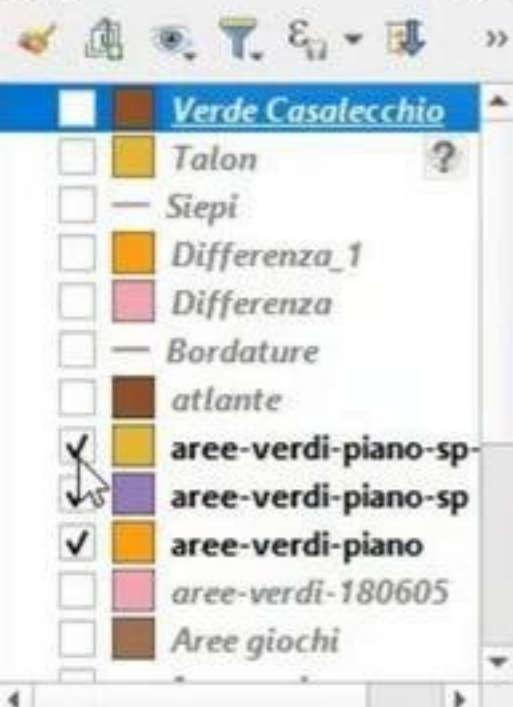 Verde Casalecchio
Talon
?
Siepi
Differenza_1
Differenza
Bordature
atlante
aree-verdi-piano-sp-
aree-verdi-piano-sp
aree-verdi-piano
aree-verdi-180605
Aree giochi